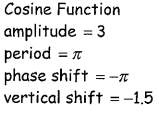 Cosine Function
amplitude = 3
period = π
phase shift = -π
vertical shift = -1.5